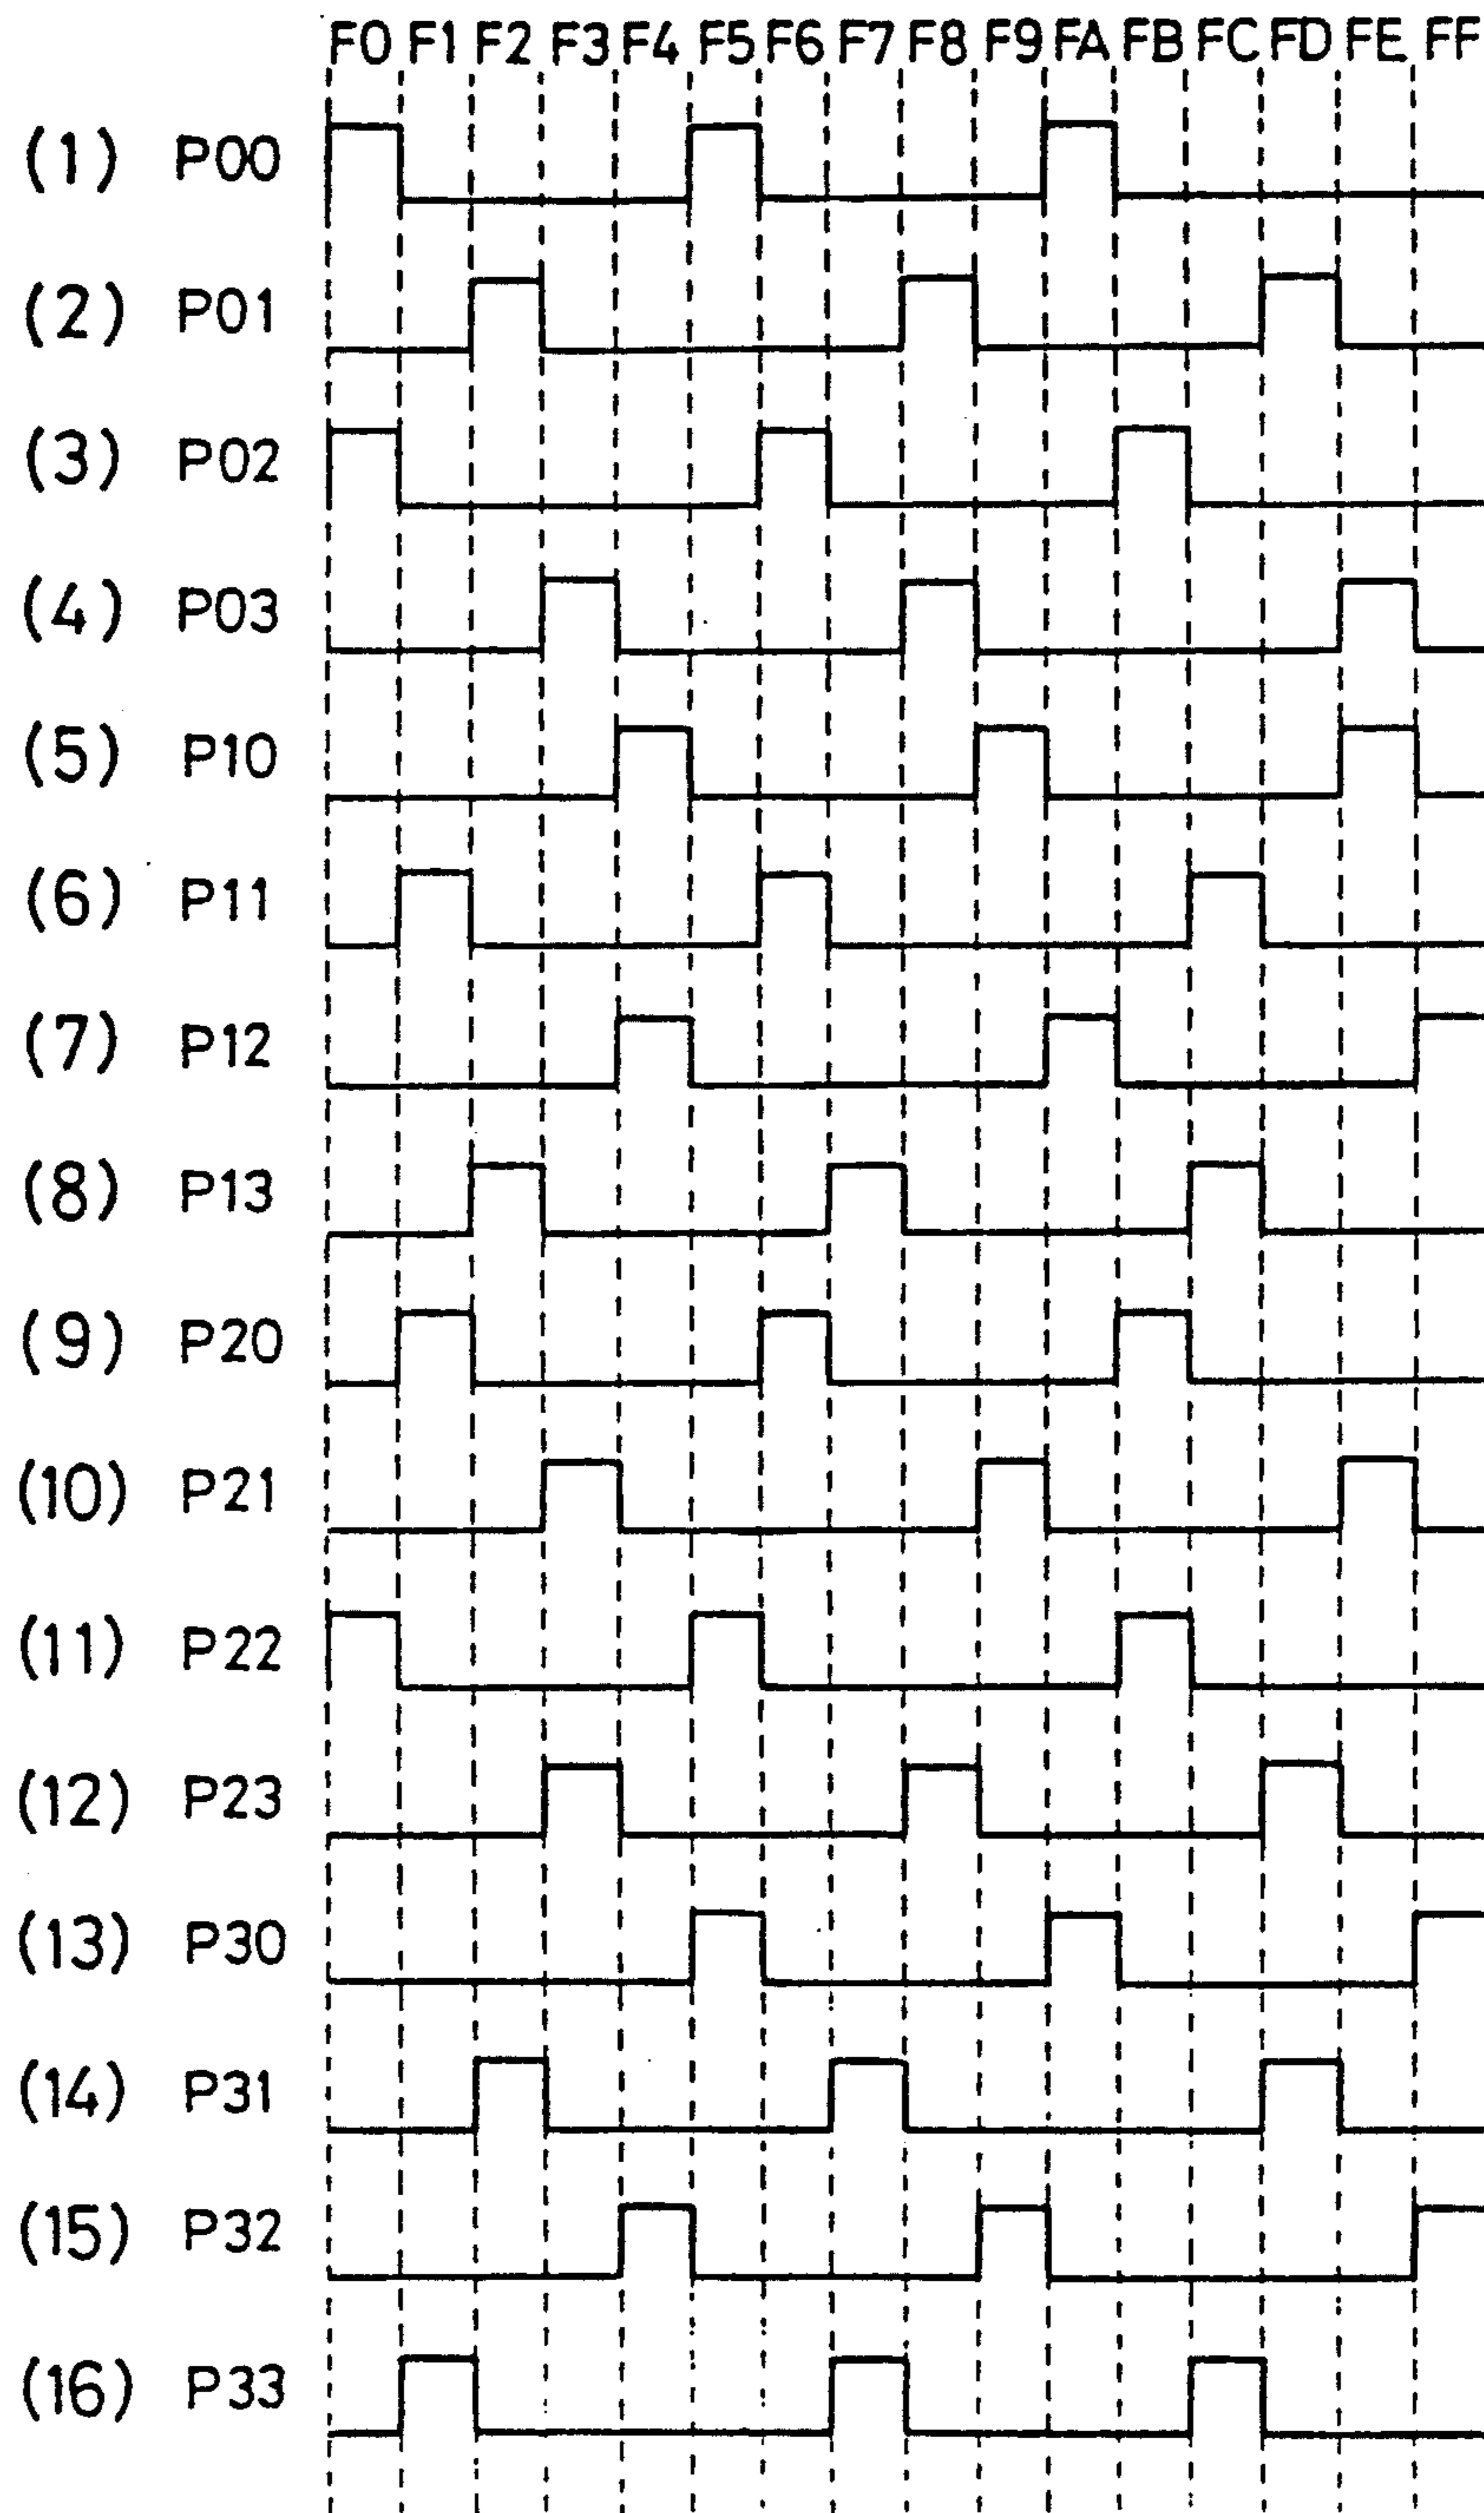 F0 F1 F2 F3 F4 F5 F6 F7 F8 F9 FA FB FC FD FE FF
(1) P00
(2) P01
(3) P02
(4) P03
(5) P10
(6) P11
(7) P12
(8) P13
(9) P20
(10) P21
(11) P22
(12) P23
(13) P30
(14) P31
(15) P32
(16) P33